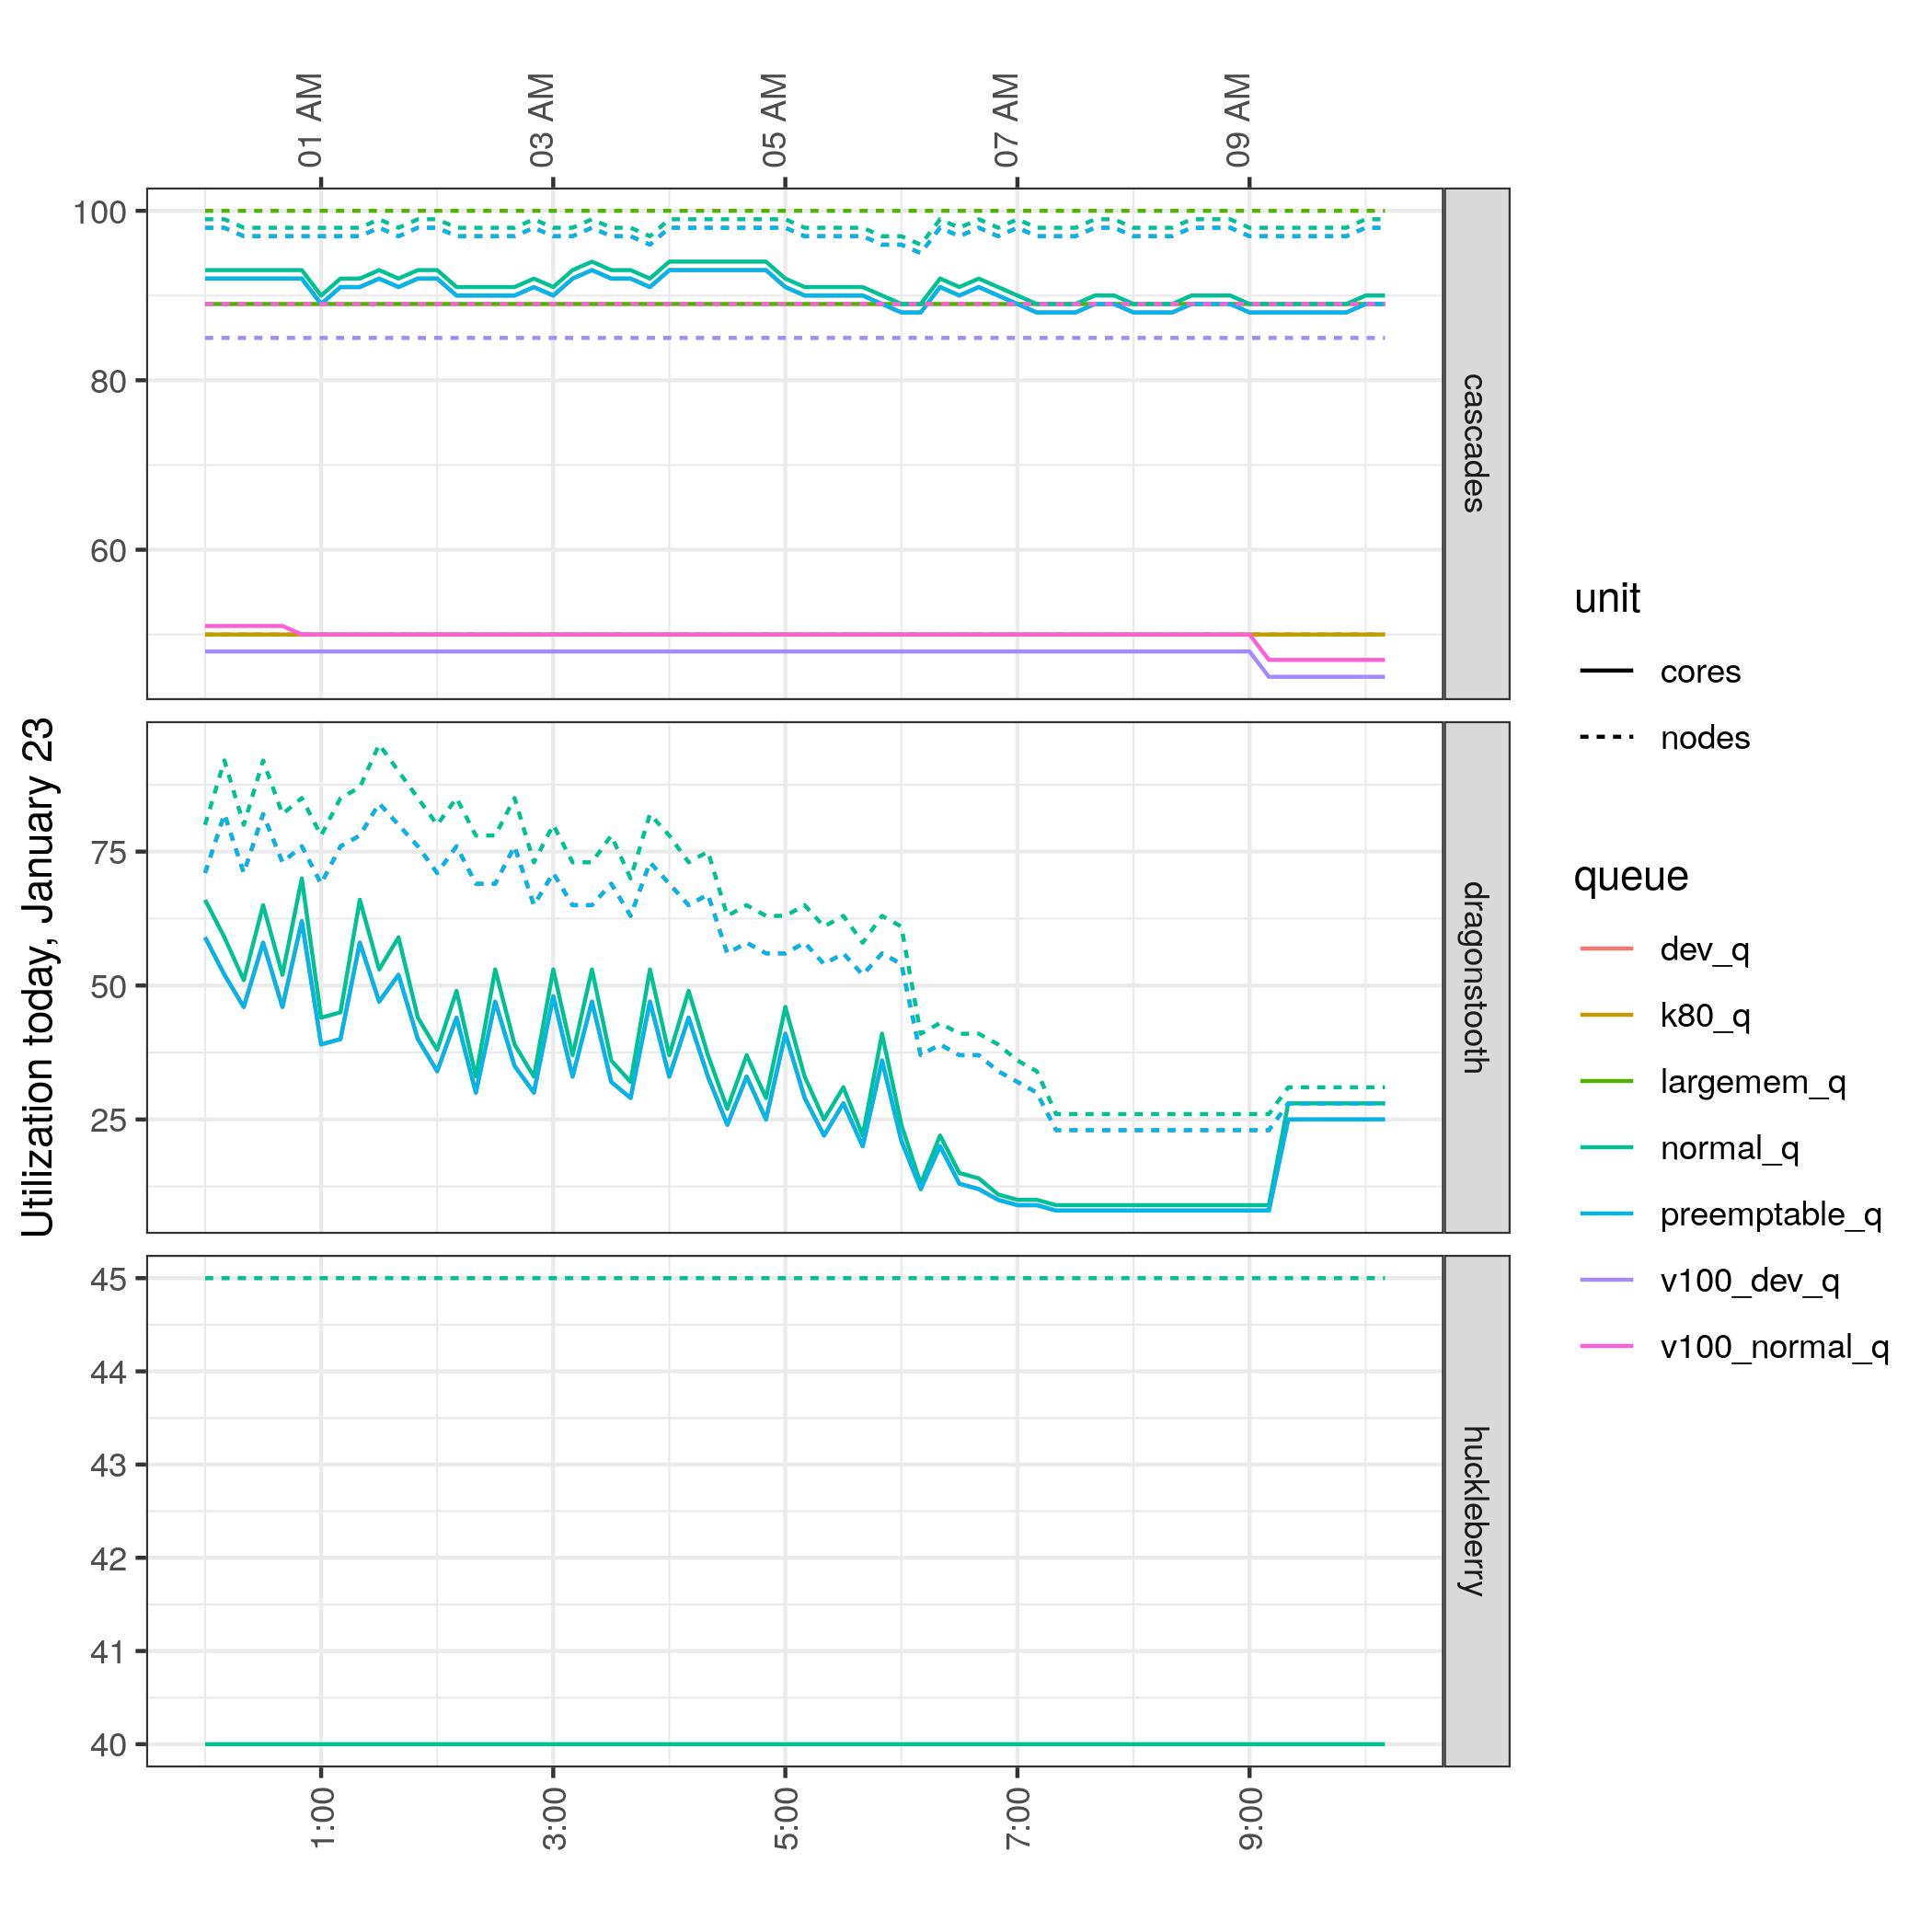 01 AM
03 AM
05 AM
07 AM
09 AM
100
80
60
cascades
Utilization today, January 23
75
50
25
dragonstooth
45
44
43
42
41
40
huckleberry
1:00
3:00
5:00
7:00
9:00
unit
cores
nodes
queue
dev_q
k80_q
largemem_q
normal_q
preemptable_q
v100_dev_q
v100_normal_q